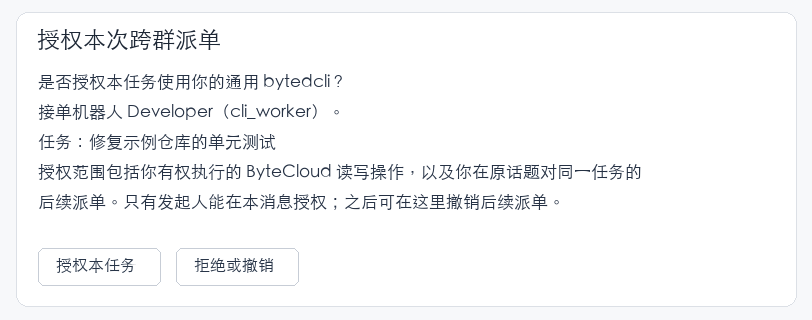 授权本次跨群派单
是否授权本任务使用你的通用 bytedcli？
接单机器人 Developer（cli_worker）。
任务：修复示例仓库的单元测试
授权范围包括你有权执行的 ByteCloud 读写操作，以及你在原话题对同一任务的
后续派单。只有发起人能在本消息授权；之后可在这里撤销后续派单。
授权本任务
拒绝或撤销